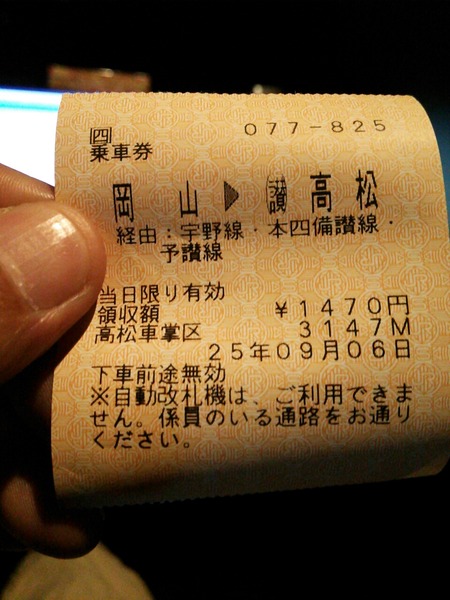 077-825
四
乗車券
岡山▶讃高松
経由:宇野線・本四備讃線・
予讃線
当日限り有効
領収額 ¥1470円
高松車掌区 3147M
25年09月06日
下車前途無効
※自動改札機は、ご利用できま
せん。係員のいる通路をお通り
ください。